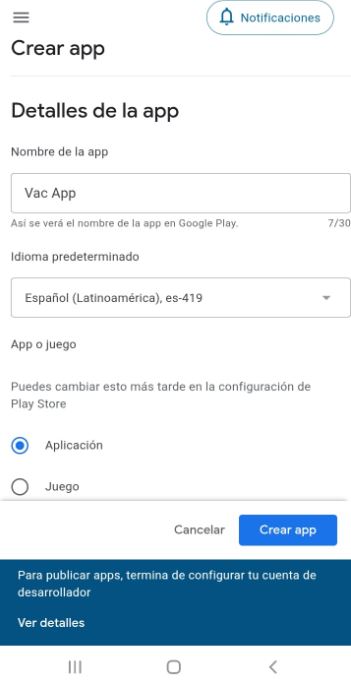 Notificaciones
Crear app
Detalles de la app
Nombre de la app
Vac App
Así se verá el nombre de la app en Google Play. 7/30
Idioma predeterminado
Español (Latinoamérica), es-419
App o juego
Puedes cambiar esto más tarde en la configuración de
Play Store
Aplicación
Juego
Cancelar Crear app
Para publicar apps, termina de configurar tu cuenta de
desarrollador
Ver detalles